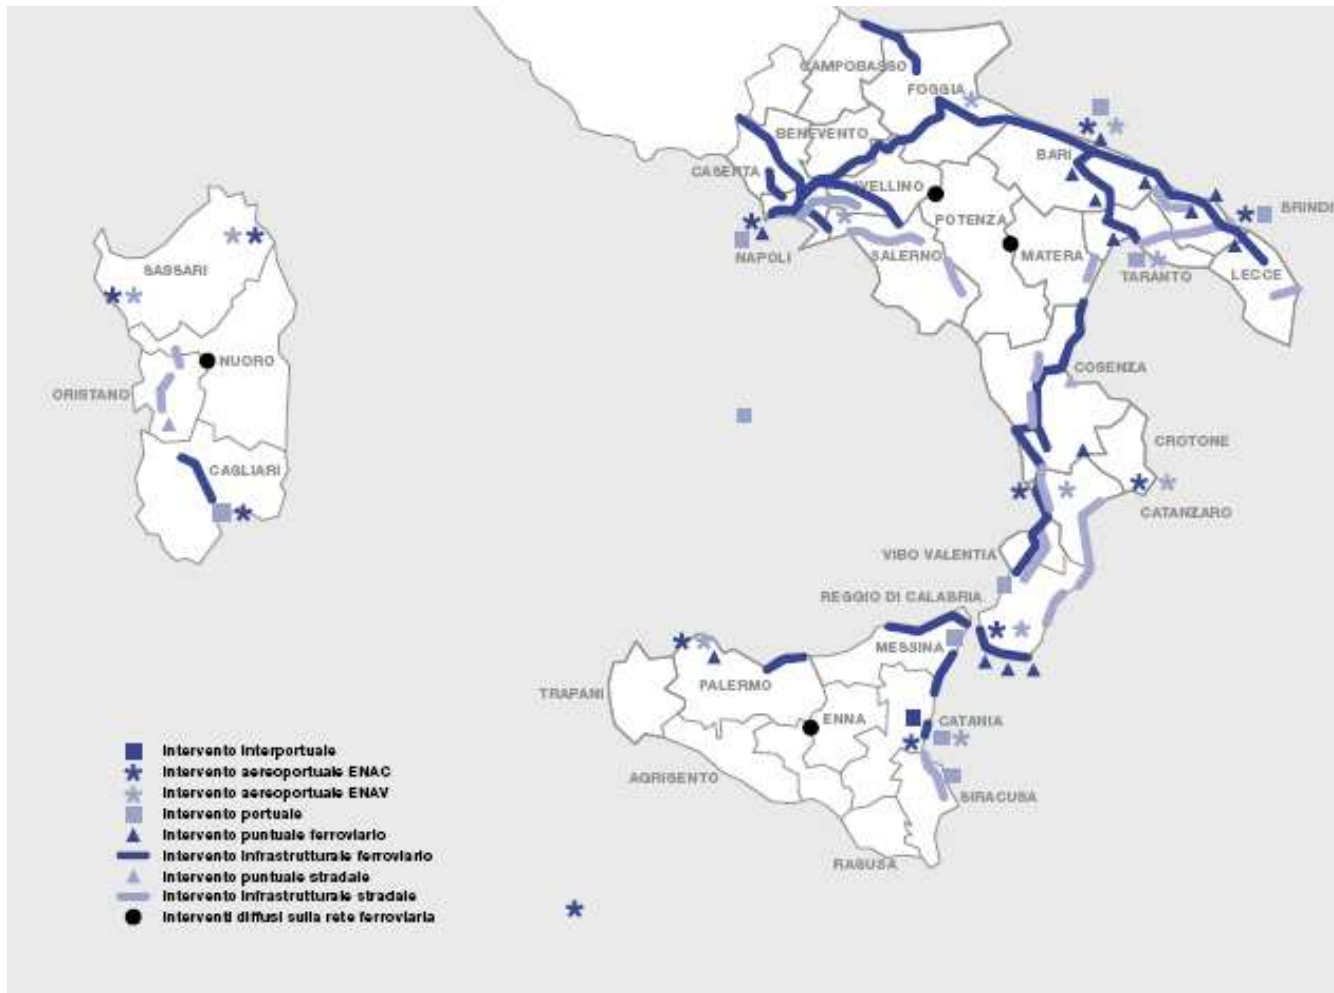 CAMPOBASSO
FOGGIA
BENEVENTO
BARI
CASERTA
AVELLINO
BRINDI
POTENZA
NAPOLI
SALERNO
MATERA
TARANTO
LECCE
SASSARI
NUORO
ORISTANO
COSENZA
CROTONE
CAGLIARI
CATANZARO
VIBO VALENTIA
REGGIO DI CALABRIA
MESSINA
PALERMO
TRAPANI
ENNA
CATANIA
AGRIGENTO
SIRACUSA
RAGUSA
Intervento Interportuale
Intervento aereoportuale ENAC
Intervento aereoportuale ENAV
Intervento portuale
Intervento puntuale ferroviario
Intervento Infrastrutturale ferroviario
Intervento puntuale stradale
Intervento Infrastrutturale stradale
Interventi diffusi sulla rete ferroviaria